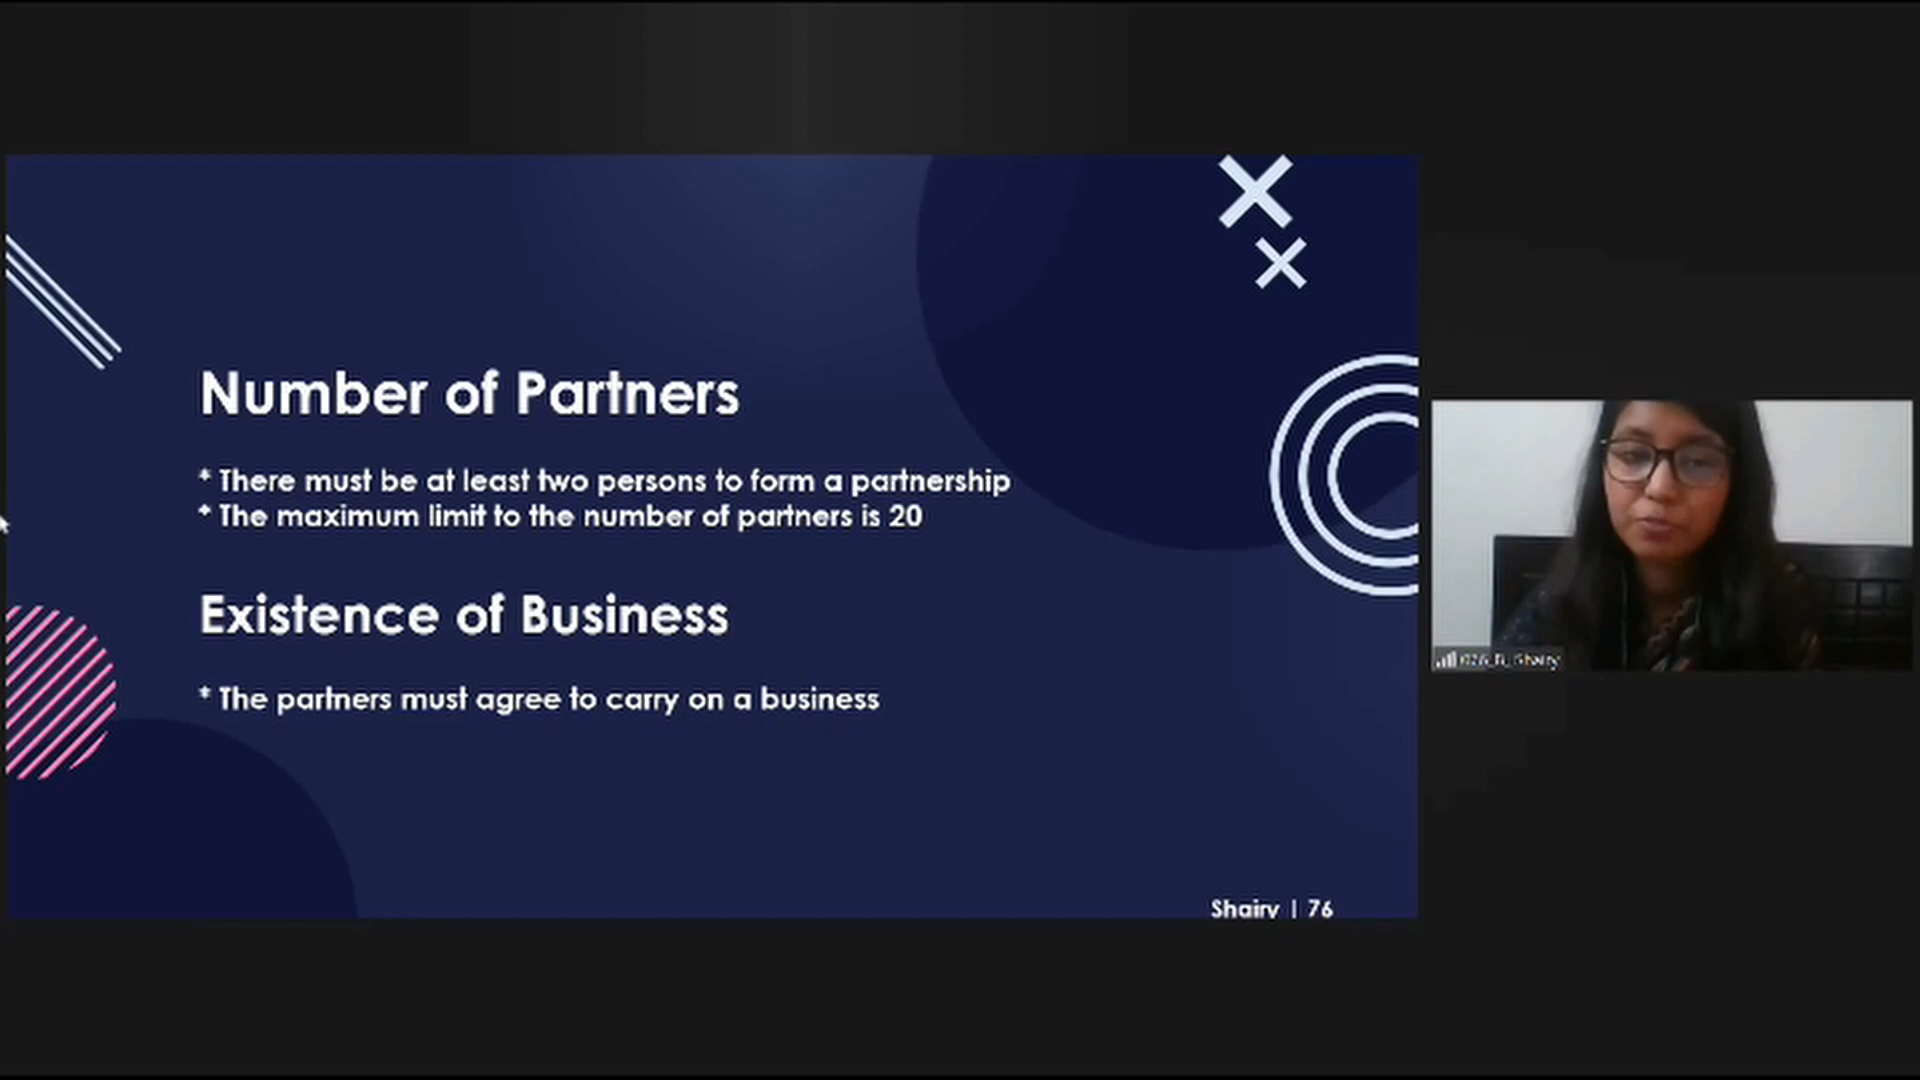 Number of Partners
* There must be at least two persons to form a partnership
* The maximum limit to the number of partners is 20
Existence of Business
* The partners must agree to carry on a business
Shairy | 76
Shairy